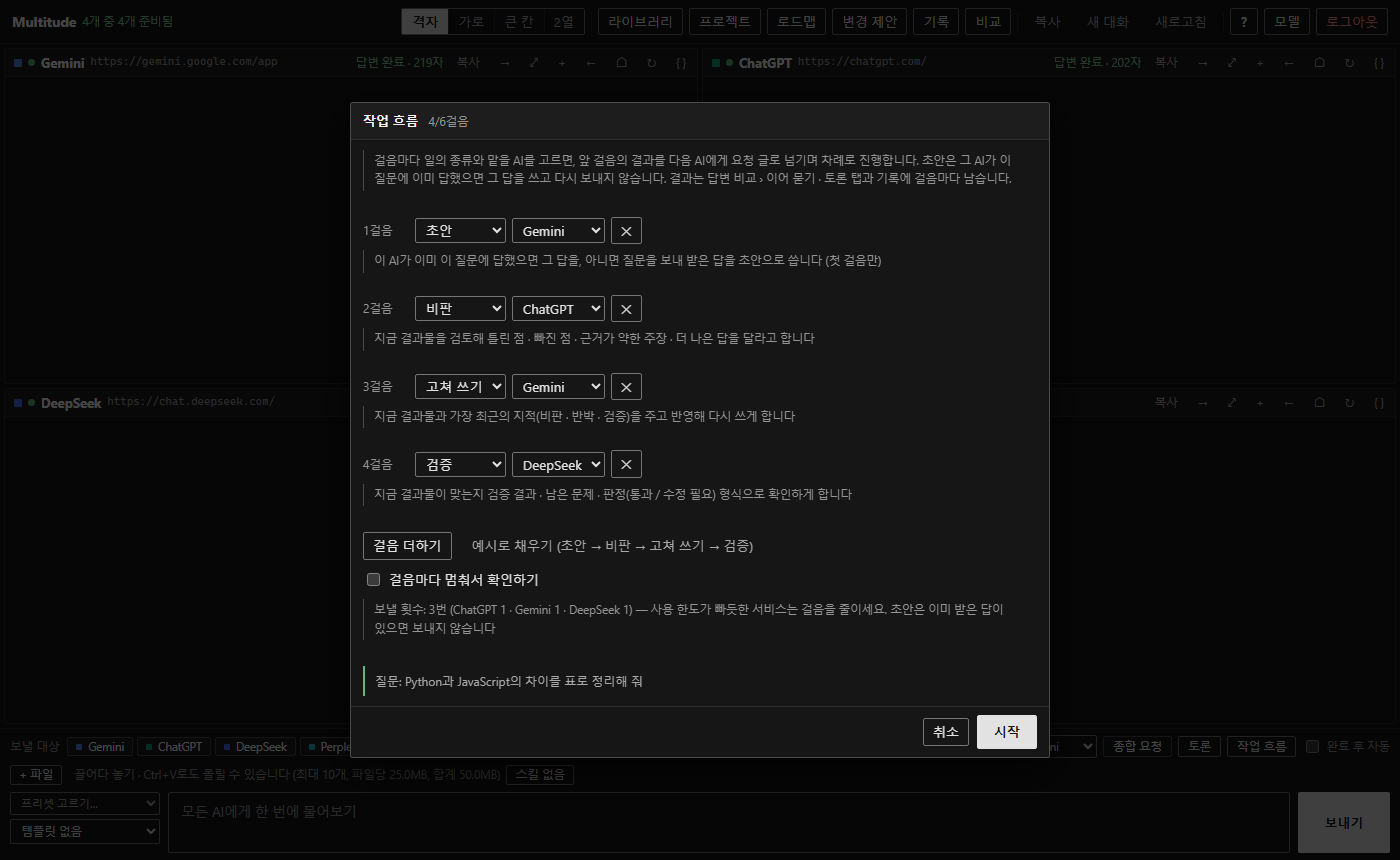 Multitude 4개 중 4개 준비됨
격자 가로 큰 칸 2열 라이브러리 프로젝트 로드맵 변경 제안 기록 비교 복사 새 대화 새로고침 ? 모델 로그아웃
Gemini https://gemini.google.com/app 답변 완료 · 219자 복사 → ⤢ + ← ☖ ↻ { }
ChatGPT https://chatgpt.com/ 답변 완료 · 202자 복사 → ⤢ + ← ☖ ↻ { }
작업 흐름 4/6걸음
걸음마다 일의 종류와 맡을 AI를 고르면, 앞 걸음의 결과를 다음 AI에게 요청 글로 넘기며 차례로 진행합니다. 초안은 그 AI가 이
질문에 이미 답했으면 그 답을 쓰고 다시 보내지 않습니다. 결과는 답변 비교 › 이어 묻기 · 토론 탭과 기록에 걸음마다 남습니다.
1걸음 초안 Gemini ×
이 AI가 이미 이 질문에 답했으면 그 답을, 아니면 질문을 보내 받은 답을 초안으로 씁니다 (첫 걸음만)
2걸음 비판 ChatGPT ×
지금 결과물을 검토해 틀린 점 · 빠진 점 · 근거가 약한 주장 · 더 나은 답을 달라고 합니다
3걸음 고쳐 쓰기 Gemini ×
지금 결과물과 가장 최근의 지적(비판 · 반박 · 검증)을 주고 반영해 다시 쓰게 합니다
DeepSeek https://chat.deepseek.com/ 복사 → ⤢ + ← ☖ ↻ { }
4걸음 검증 DeepSeek ×
지금 결과물이 맞는지 검증 결과 · 남은 문제 · 판정(통과 / 수정 필요) 형식으로 확인하게 합니다
걸음 더하기 예시로 채우기 (초안 → 비판 → 고쳐 쓰기 → 검증)
걸음마다 멈춰서 확인하기
보낼 횟수: 3번 (ChatGPT 1 · Gemini 1 · DeepSeek 1) — 사용 한도가 빠듯한 서비스는 걸음을 줄이세요. 초안은 이미 받은 답이
있으면 보내지 않습니다
질문: Python과 JavaScript의 차이를 표로 정리해 줘
취소 시작
보낼 대상 Gemini ChatGPT DeepSeek Perple ni 종합 요청 토론 작업 흐름 완료 후 자동
+ 파일 끌어다 놓기 · Ctrl+V로도 올릴 수 있습니다 (최대 10개, 파일당 25.0MB, 합계 50.0MB) 스킬 없음
프리셋 고르기...
템플릿 없음
모든 AI에게 한 번에 물어보기
보내기